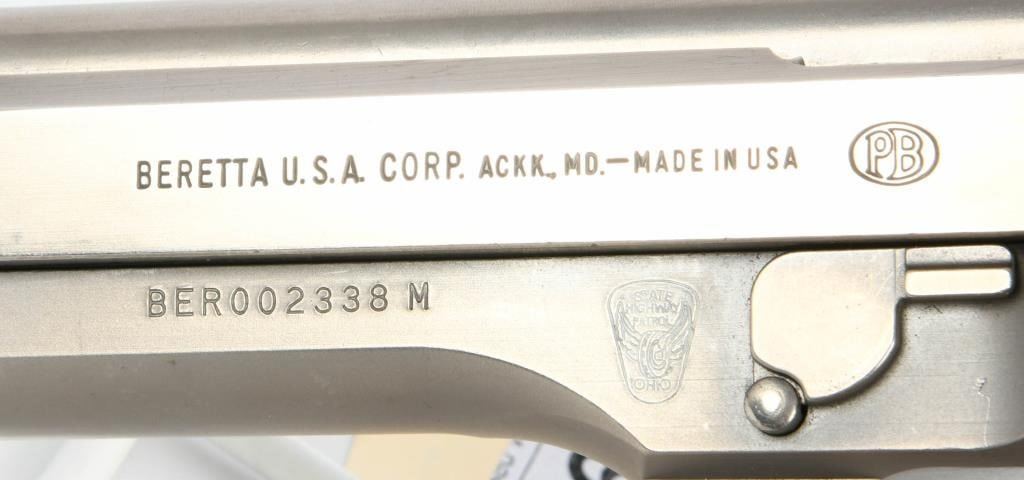 BERETTA U.S.A. CORP. ACKK., MD.—MADE IN USA
PB
BER002338 M
STATE
HIGHWAY
PATROL
OHIO